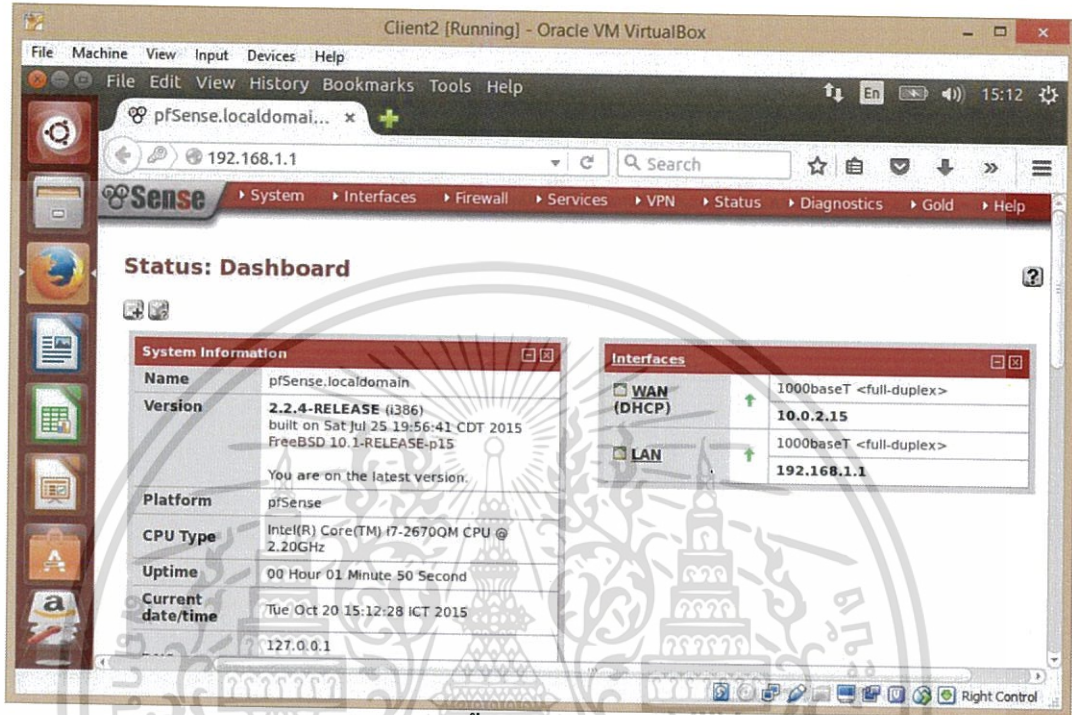 Client2 [Running] - Oracle VM VirtualBox
File Machine View Input Devices Help
File Edit View History Bookmarks Tools Help
En
15:12
pfSense.localdomai...
192.168.1.1
Search
Sense
System Interfaces Firewall Services VPN Status Diagnostics Gold Help
Status: Dashboard
System Information
Name pfSense.localdomain
Version 2.2.4-RELEASE (i386)
built on Sat Jul 25 19:56:41 CDT 2015
FreeBSD 10.1-RELEASE-p15
You are on the latest version.
Platform pfSense
CPU Type Intel(R) Core(TM) i7-2670QM CPU @
2.20GHz
Uptime 00 Hour 01 Minute 50 Second
Current
date/time Tue Oct 20 15:12:28 ICT 2015
127.0.0.1
Interfaces
WAN
(DHCP)
1000baseT <full-duplex>
10.0.2.15
LAN
1000baseT <full-duplex>
192.168.1.1
Right Control